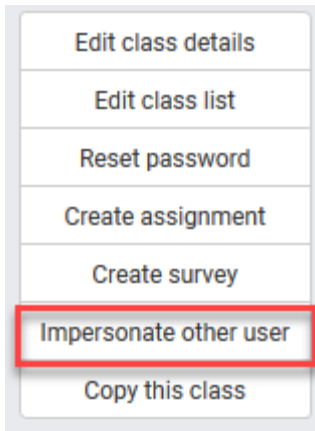 Edit class details
Edit class list
Reset password
Create assignment
Create survey
Impersonate other user
Copy this class